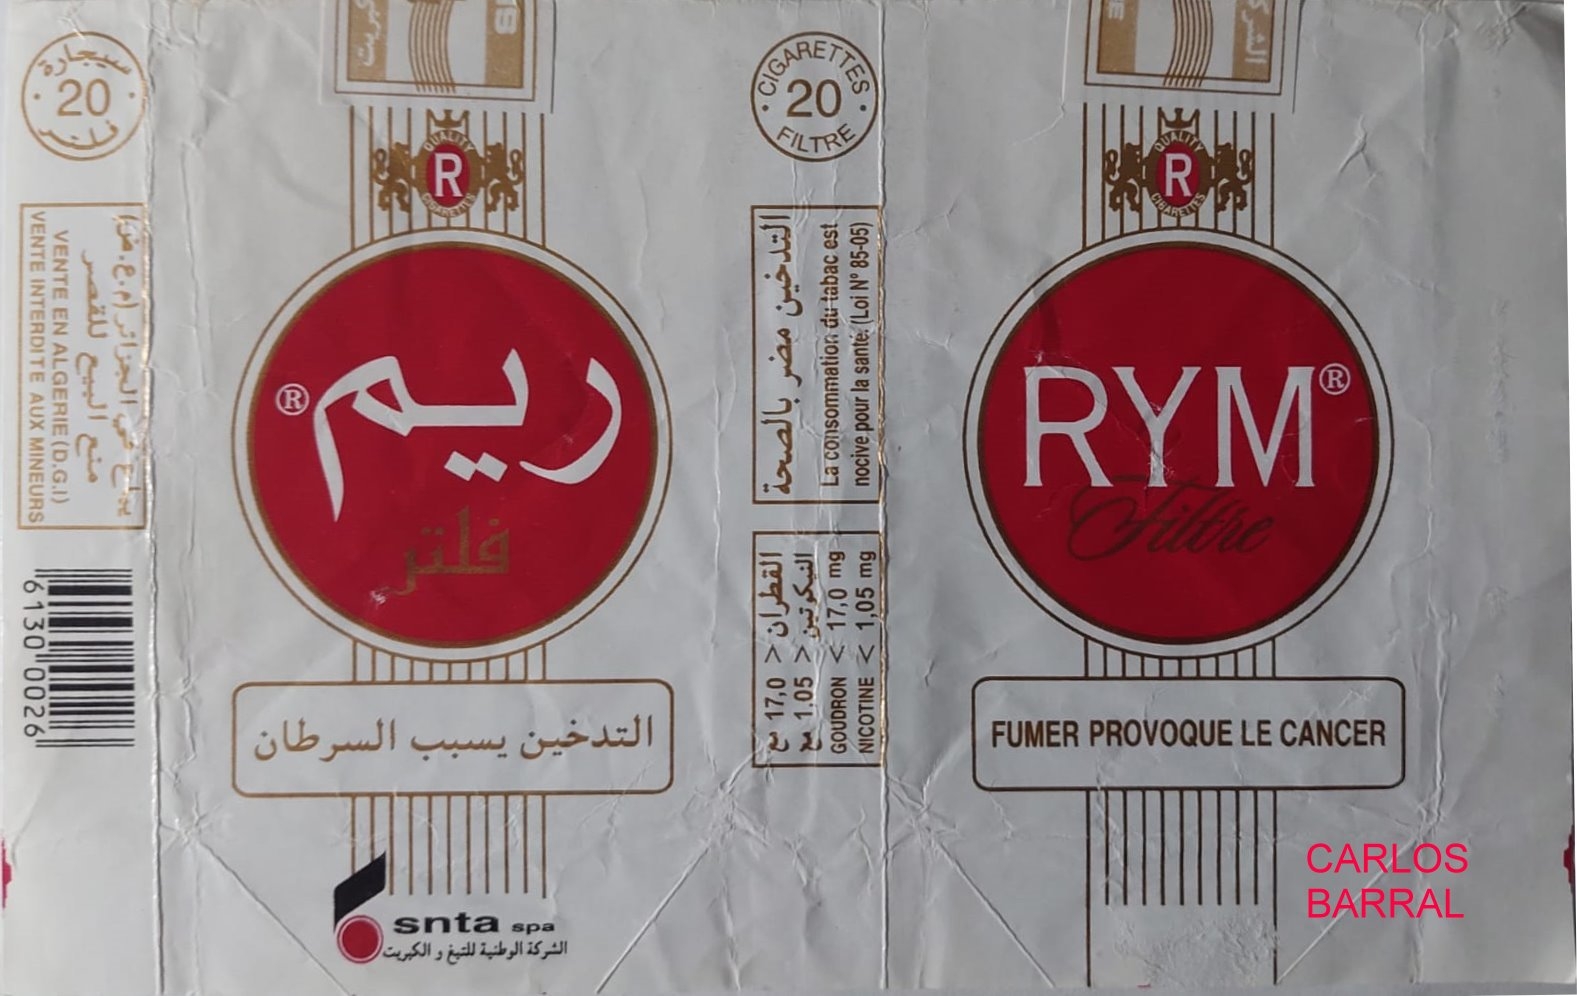 سيجارة
20
فلتر
يباع في الجزائر (م.ع.ض)
منع البيع للقصر
VENTE EN ALGERIE (D.G.I)
VENTE INTERDITE AUX MINEURS
6130"0026"
الكبريت
QUALITY
R
CIGARETTES
ريم®
فلتر
التدخين يسبب السرطان
snta spa
الشركة الوطنية للتبغ و الكبريت
CIGARETTES
20
FILTRE
التدخين مضر بالصحة
La consommation du tabac est
nocive pour la santé. (Loi N° 85-05)
القطران > 17,0 مغ
النيكوتين > 1.05 مغ
GOUDRON < 17,0 mg
NICOTINE < 1,05 mg
QUALITY
R
CIGARETTES
RYM®
Filtre
FUMER PROVOQUE LE CANCER
CARLOS
BARRAL